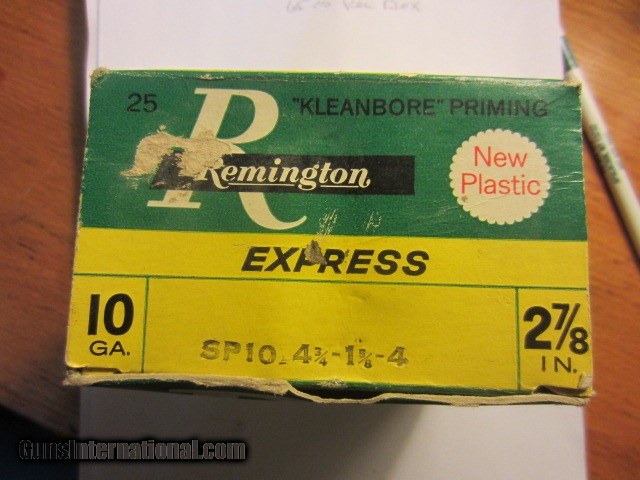 25 "KLEANBORE" PRIMING
Remington
New
Plastic
EXPRESS
10
GA.
SP10 4¾-1⅝-4
2⅞
IN.
GunsInternational.com